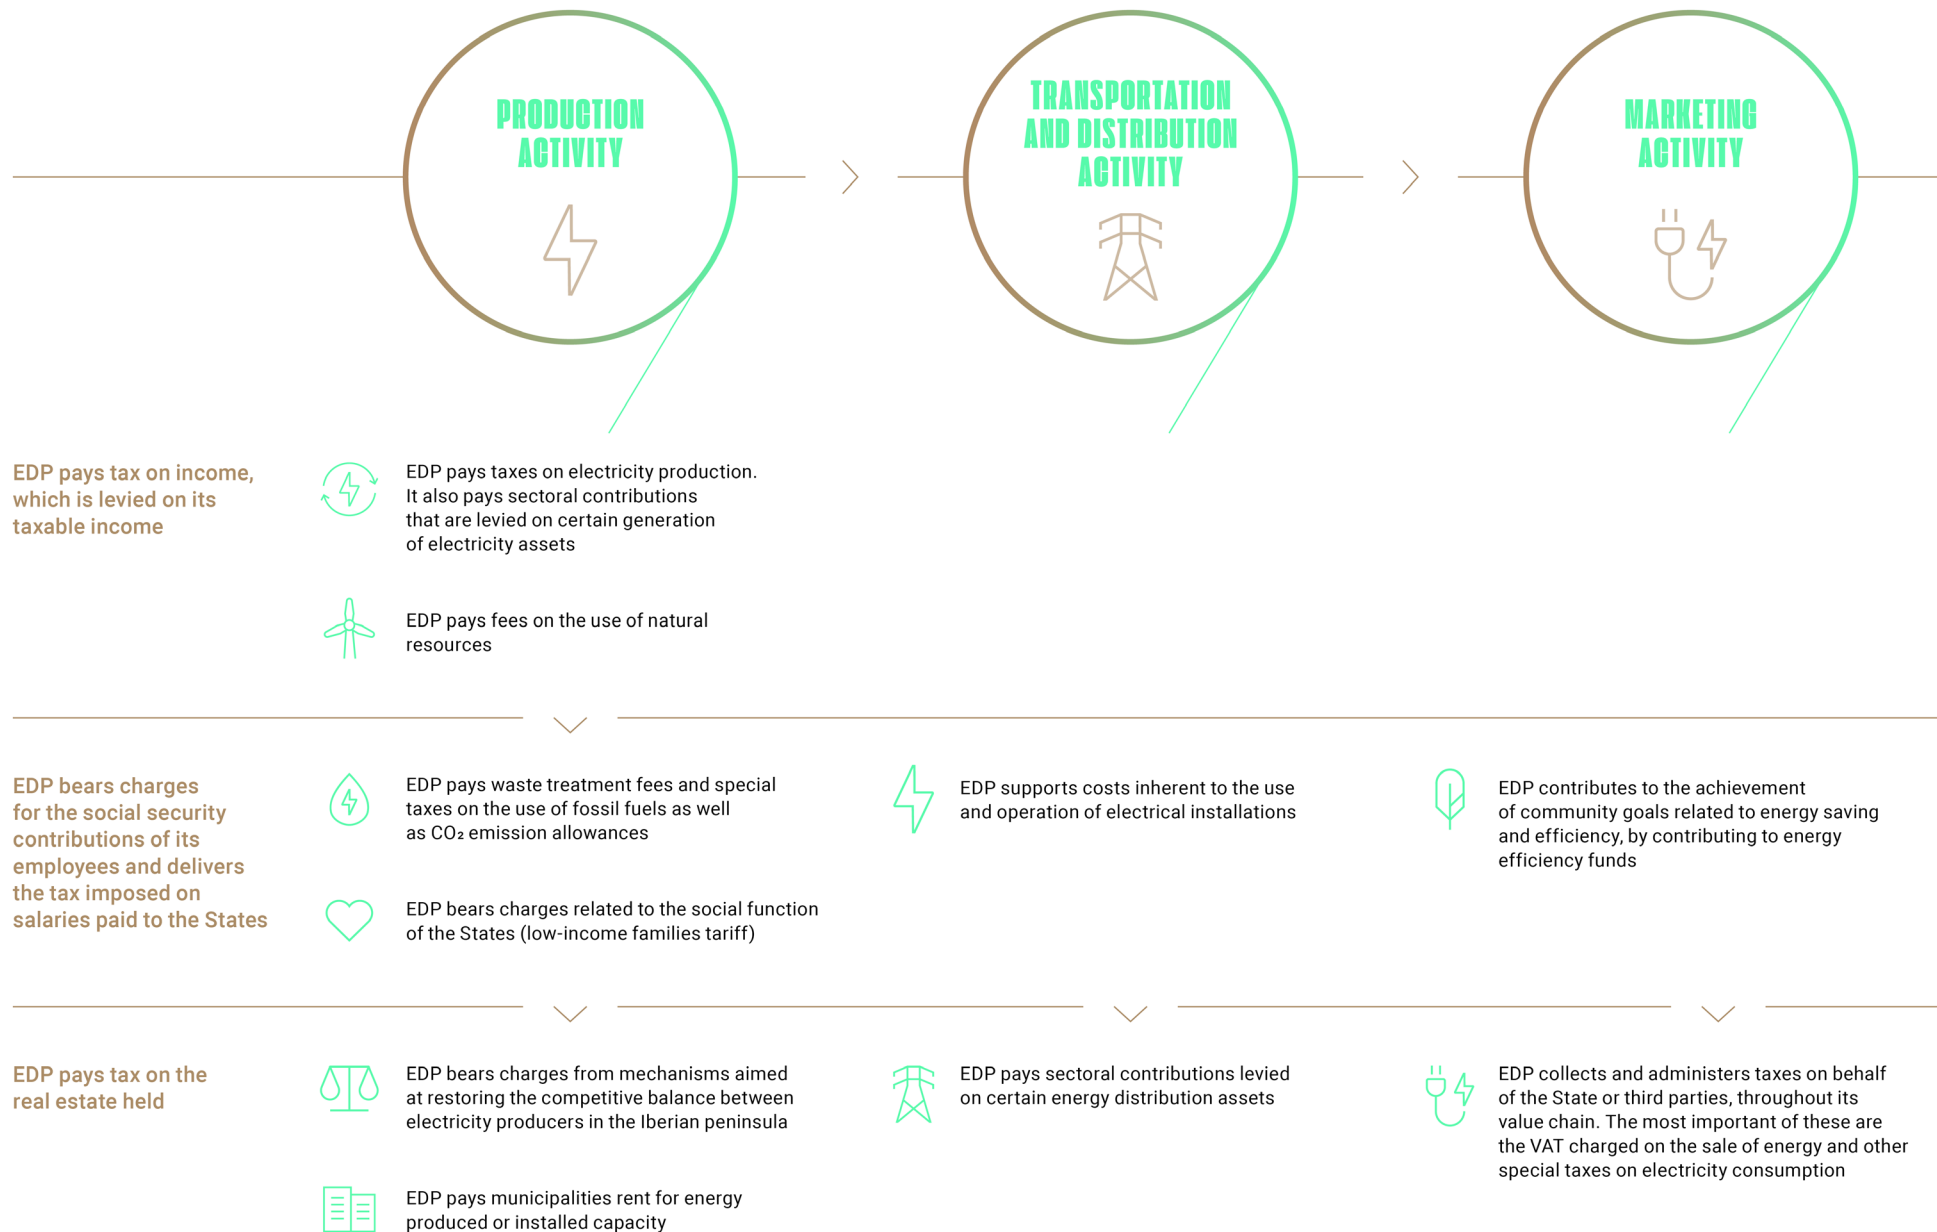 PRODUCTION
ACTIVITY
TRANSPORTATION
AND DISTRIBUTION
ACTIVITY
MARKETING
ACTIVITY
EDP pays tax on income,
which is levied on its
taxable income
EDP pays taxes on electricity production.
It also pays sectoral contributions
that are levied on certain generation
of electricity assets
EDP pays fees on the use of natural
resources
EDP bears charges
for the social security
contributions of its
employees and delivers
the tax imposed on
salaries paid to the States
EDP pays waste treatment fees and special
taxes on the use of fossil fuels as well
as CO₂ emission allowances
EDP bears charges related to the social function
of the States (low-income families tariff)
EDP supports costs inherent to the use
and operation of electrical installations
EDP contributes to the achievement
of community goals related to energy saving
and efficiency, by contributing to energy
efficiency funds
EDP pays tax on the
real estate held
EDP bears charges from mechanisms aimed
at restoring the competitive balance between
electricity producers in the Iberian peninsula
EDP pays municipalities rent for energy
produced or installed capacity
EDP pays sectoral contributions levied
on certain energy distribution assets
EDP collects and administers taxes on behalf
of the State or third parties, throughout its
value chain. The most important of these are
the VAT charged on the sale of energy and other
special taxes on electricity consumption